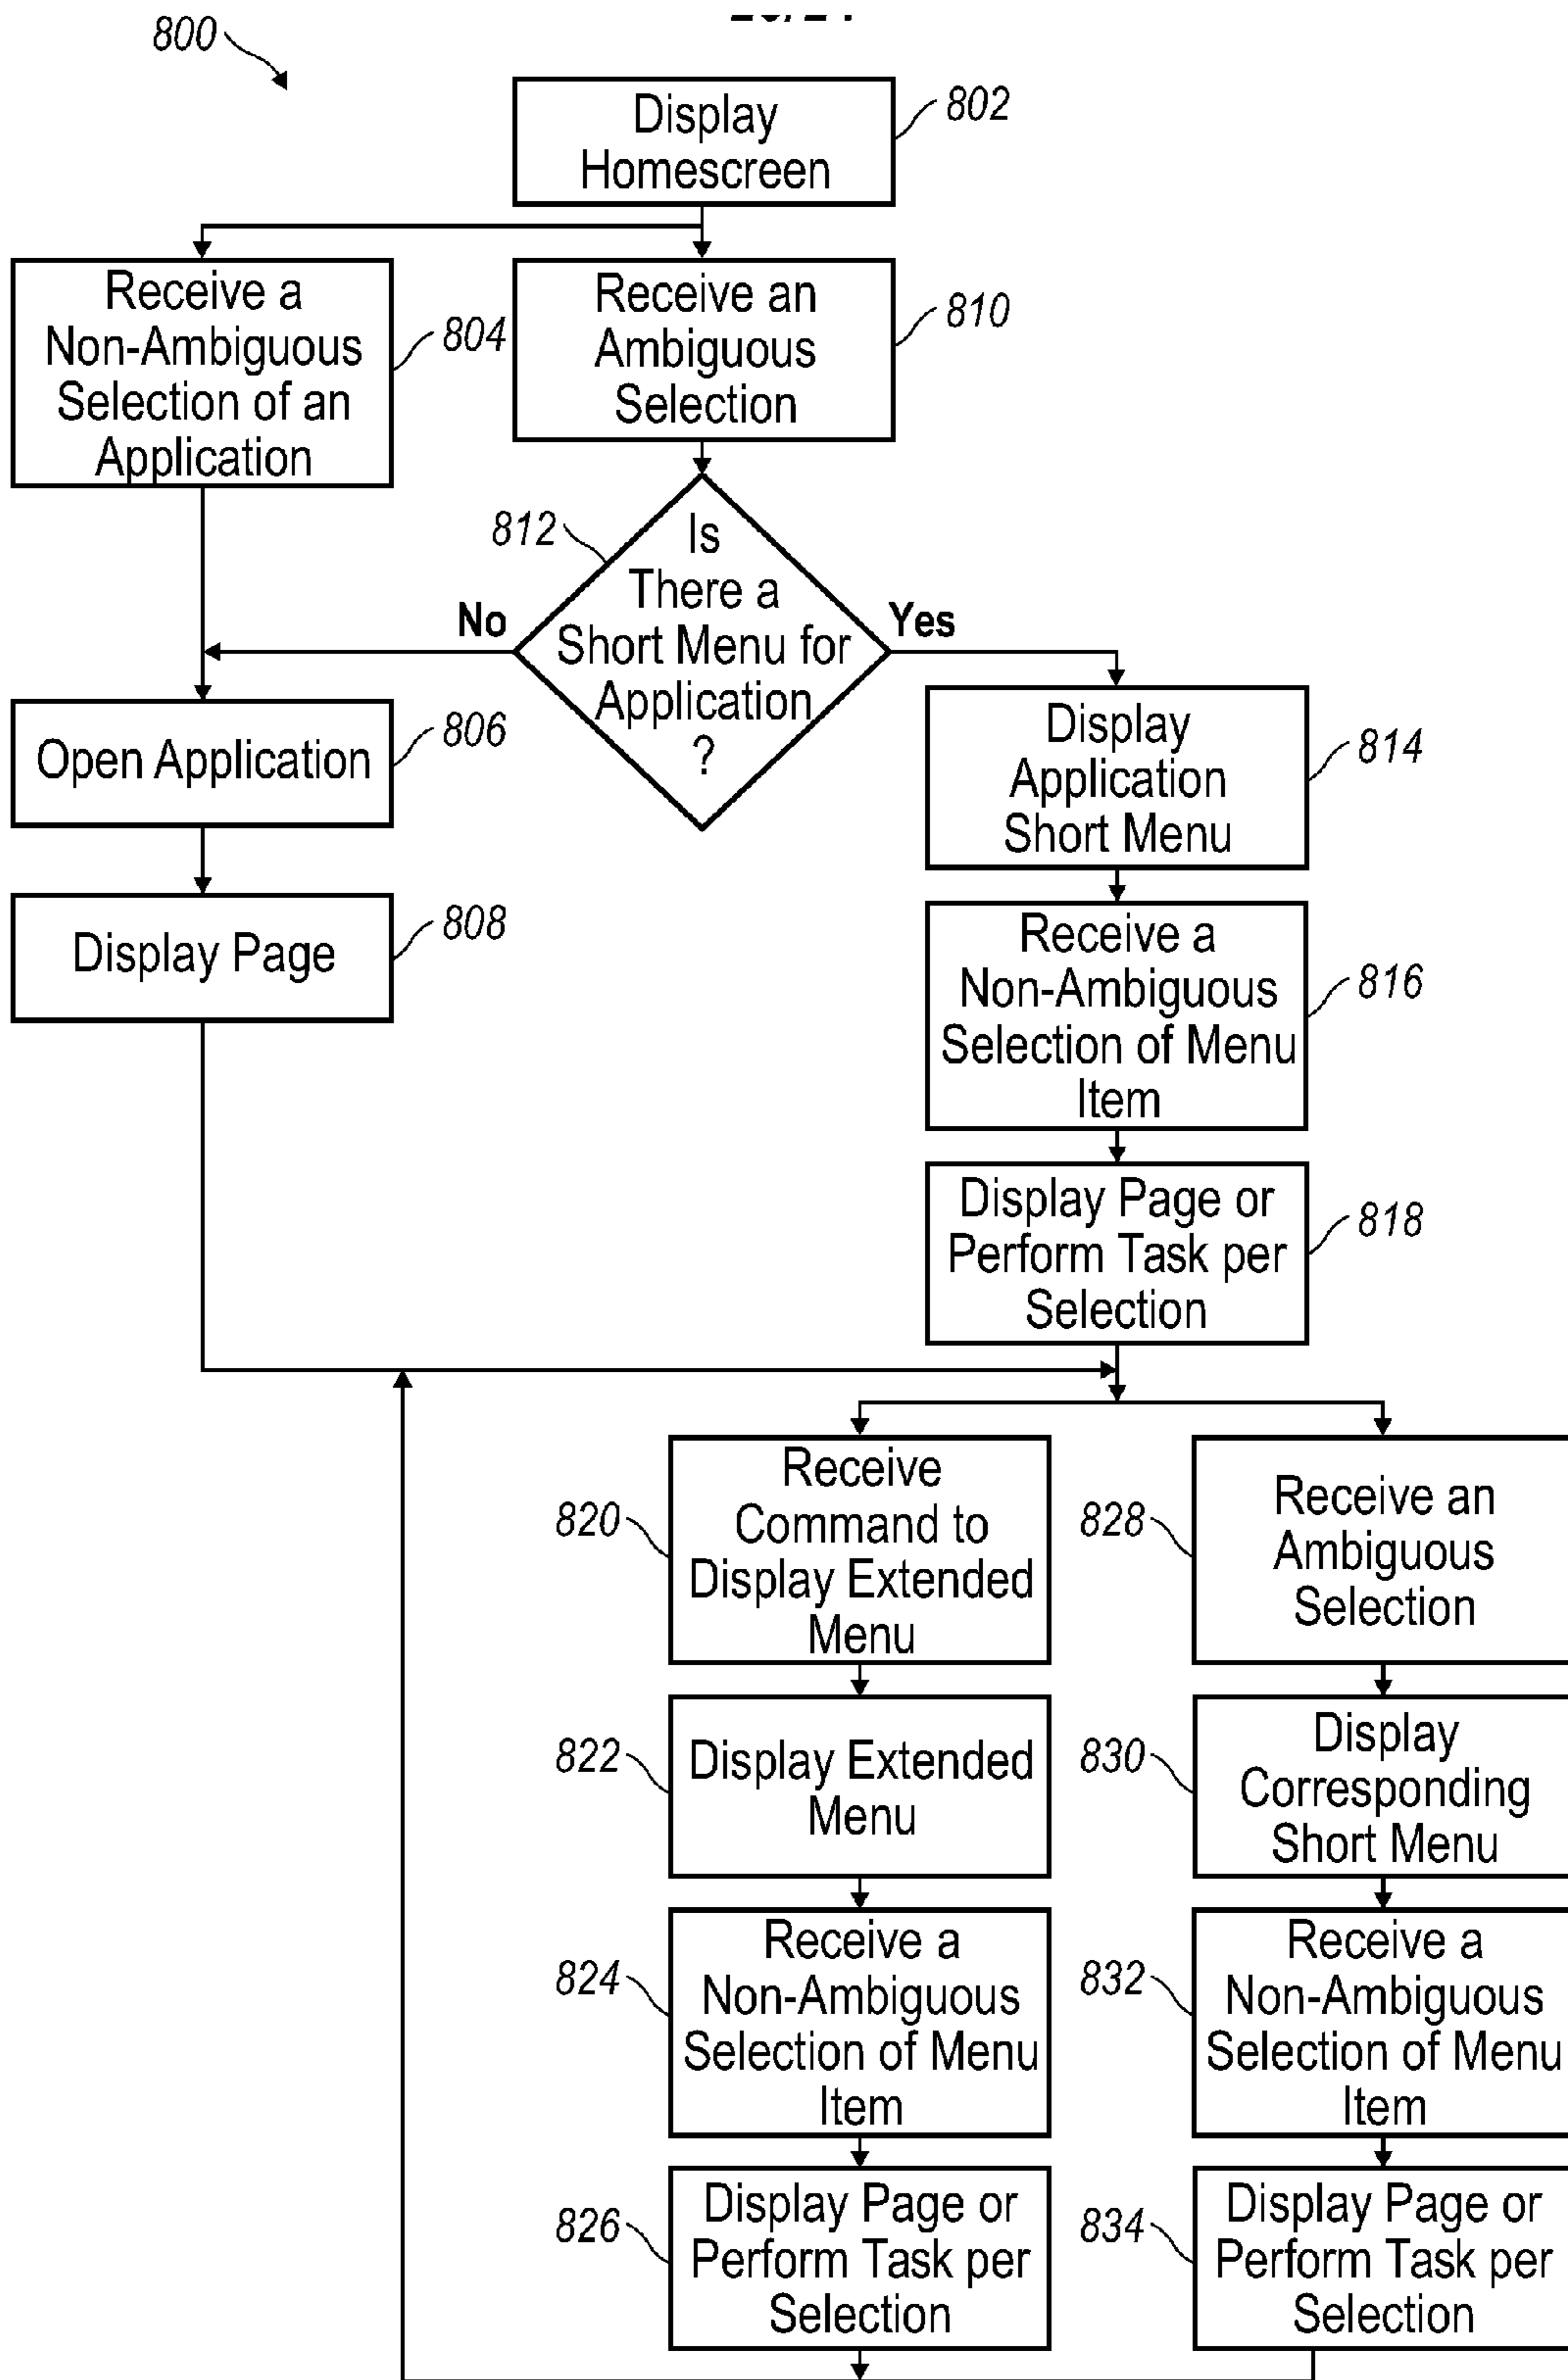 800
Display
Homescreen
802
Receive a
Non-Ambiguous
Selection of an
Application
804
Receive an
Ambiguous
Selection
810
812
Is
There a
Short Menu for
Application
?
No
Yes
Open Application
806
Display
Application
Short Menu
814
Display Page
808
Receive a
Non-Ambiguous
Selection of Menu
Item
816
Display Page or
Perform Task per
Selection
818
820
Receive
Command to
Display Extended
Menu
828
Receive an
Ambiguous
Selection
822
Display Extended
Menu
830
Display
Corresponding
Short Menu
824
Receive a
Non-Ambiguous
Selection of Menu
Item
832
Receive a
Non-Ambiguous
Selection of Menu
Item
826
Display Page or
Perform Task per
Selection
834
Display Page or
Perform Task per
Selection